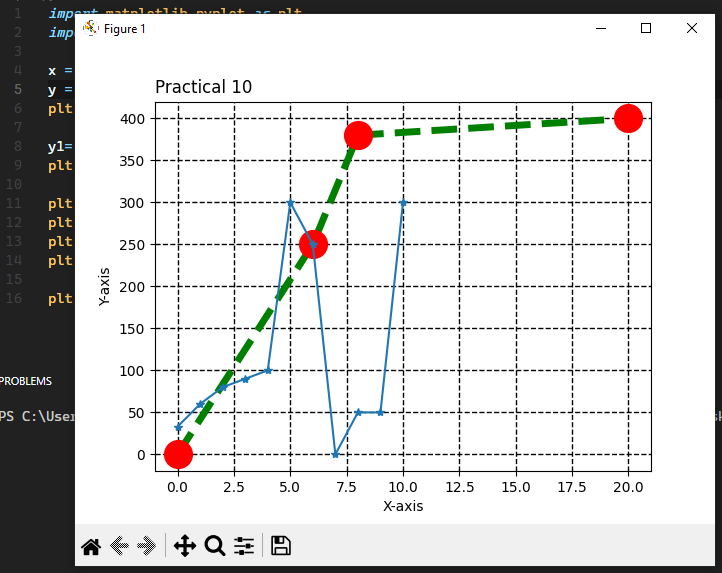 1 import matplotlib.pyplot as plt
Figure 1
2 imp
3
4 x =
5 y =
6 plt
7
8 y1=
9 plt
10
11 plt
12 plt
13 plt
14 plt
15
16 plt
Practical 10
400
350
300
250
200
150
100
50
0
Y-axis
0.0 2.5 5.0 7.5 10.0 12.5 15.0 17.5 20.0
X-axis
PROBLEMS
PS C:\User